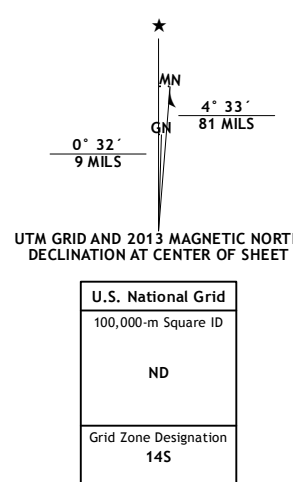 ★
MN
4° 33´
81 MILS
GN
0° 32´
9 MILS
UTM GRID AND 2013 MAGNETIC NORT
DECLINATION AT CENTER OF SHEET
U.S. National Grid
100,000-m Square ID
ND
Grid Zone Designation
14S